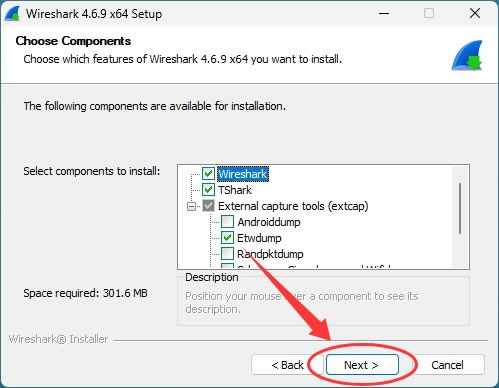 Wireshark 4.6.9 x64 Setup
Choose Components
Choose which features of Wireshark 4.6.9 x64 you want to install.
The following components are available for installation.
Select components to install:
Wireshark
TShark
External capture tools (extcap)
Androiddump
Etwdump
Randpktdump
Space required: 301.6 MB
Description
Position your mouse over a component to see its
description.
Wireshark® Installer
< Back
Next >
Cancel